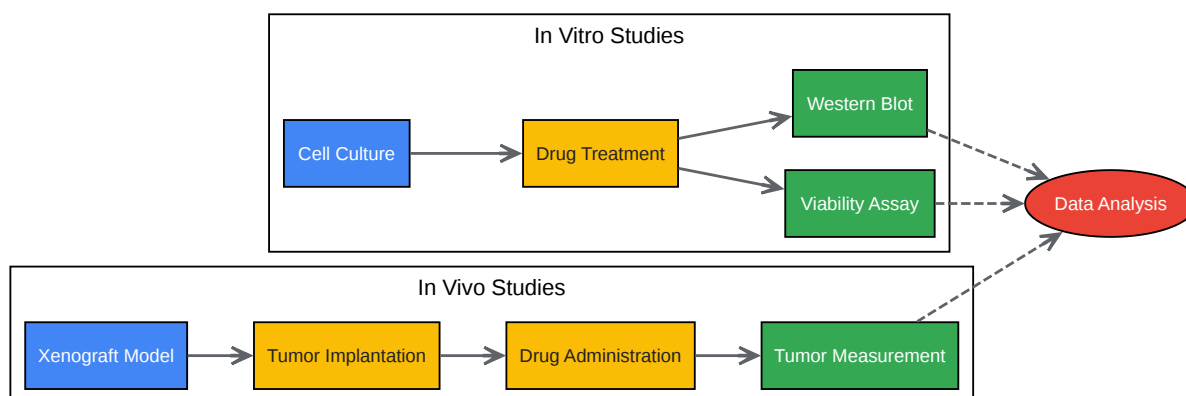 In Vitro Studies
Cell Culture
Drug Treatment
Western Blot
Viability Assay
Data Analysis
In Vivo Studies
Xenograft Model
Tumor Implantation
Drug Administration
Tumor Measurement